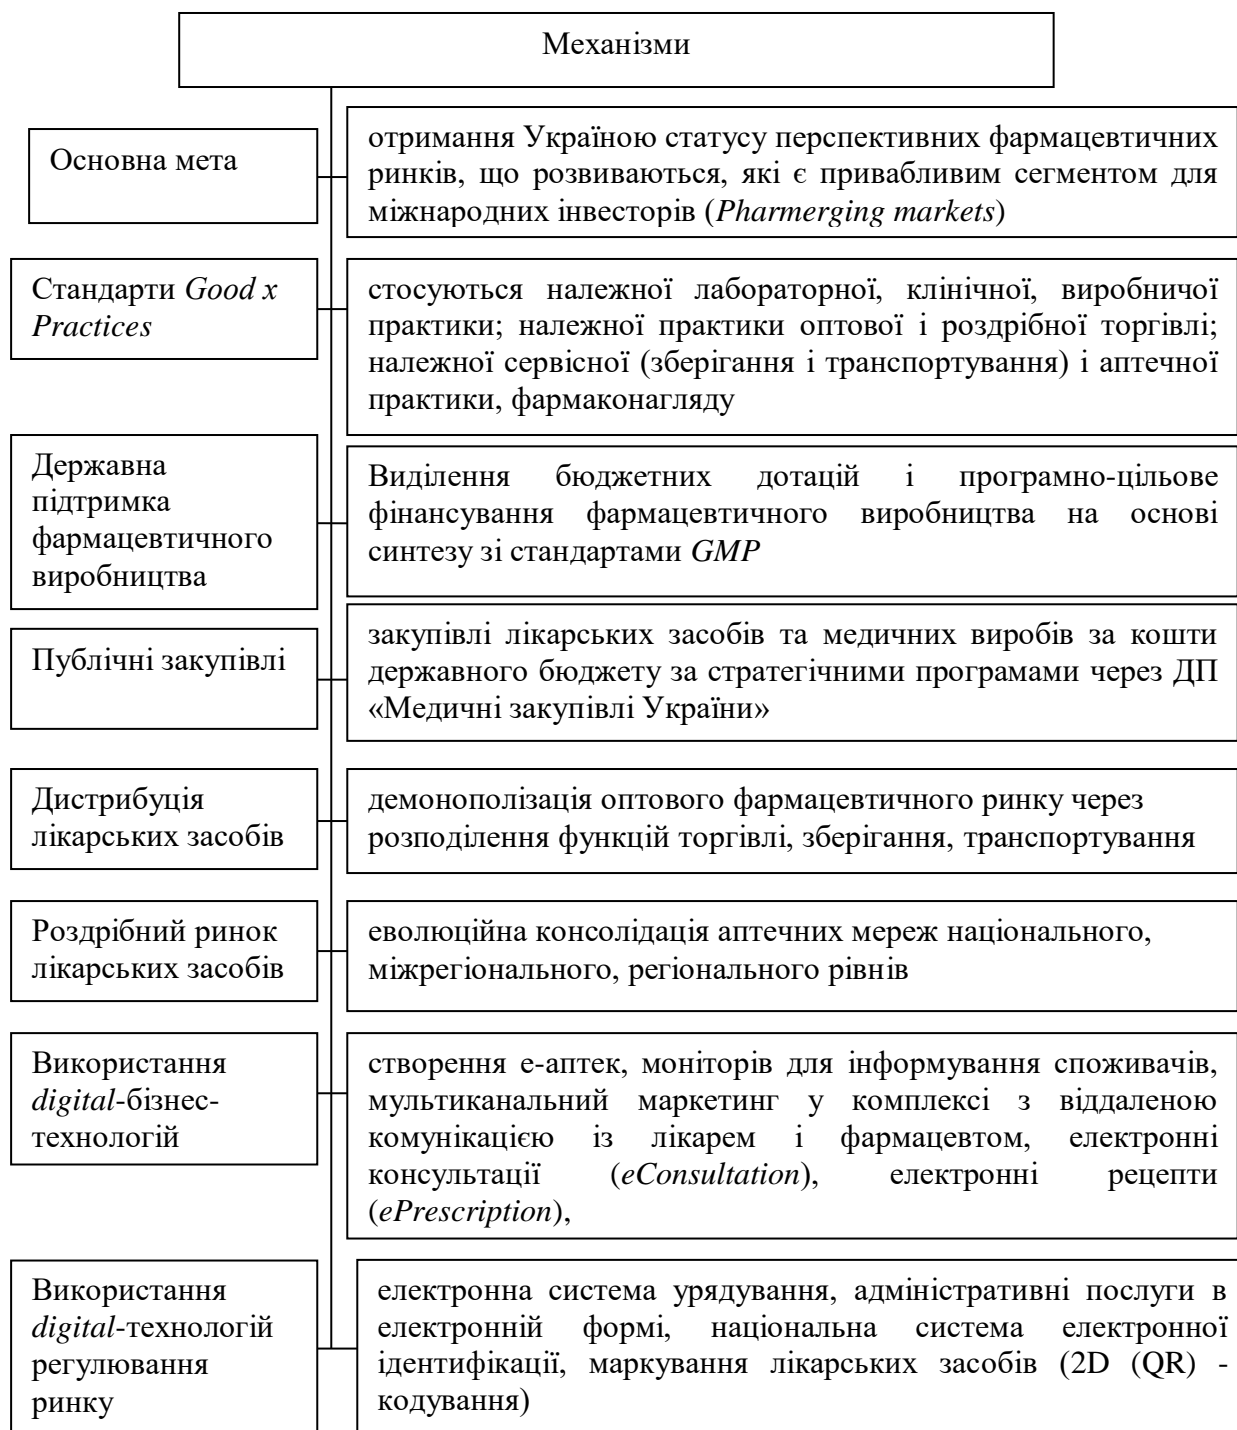 Механізми
Основна мета
отримання Україною статусу перспективних фармацевтичних
ринків, що розвиваються, які є привабливим сегментом для
міжнародних інвесторів (Pharmerging markets)
Стандарти Good x
Practices
стосуються належної лабораторної, клінічної, виробничої
практики; належної практики оптової і роздрібної торгівлі;
належної сервісної (зберігання і транспортування) і аптечної
практики, фармаконагляду
Державна
підтримка
фармацевтичного
виробництва
Виділення бюджетних дотацій і програмно-цільове
фінансування фармацевтичного виробництва на основі
синтезу зі стандартами GMP
Публічні закупівлі
закупівлі лікарських засобів та медичних виробів за кошти
державного бюджету за стратегічними програмами через ДП
«Медичні закупівлі України»
Дистрибуція
лікарських засобів
демонополізація оптового фармацевтичного ринку через
розподілення функцій торгівлі, зберігання, транспортування
Роздрібний ринок
лікарських засобів
еволюційна консолідація аптечних мереж національного,
міжрегіонального, регіонального рівнів
Використання
digital-бізнес-
технологій
створення е-аптек, моніторів для інформування споживачів,
мультиканальний маркетинг у комплексі з віддаленою
комунікацією із лікарем і фармацевтом, електронні
консультації (eConsultation), електронні рецепти
(ePrescription),
Використання
digital-технологій
регулювання
ринку
електронна система урядування, адміністративні послуги в
електронній формі, національна система електронної
ідентифікації, маркування лікарських засобів (2D (QR) -
кодування)